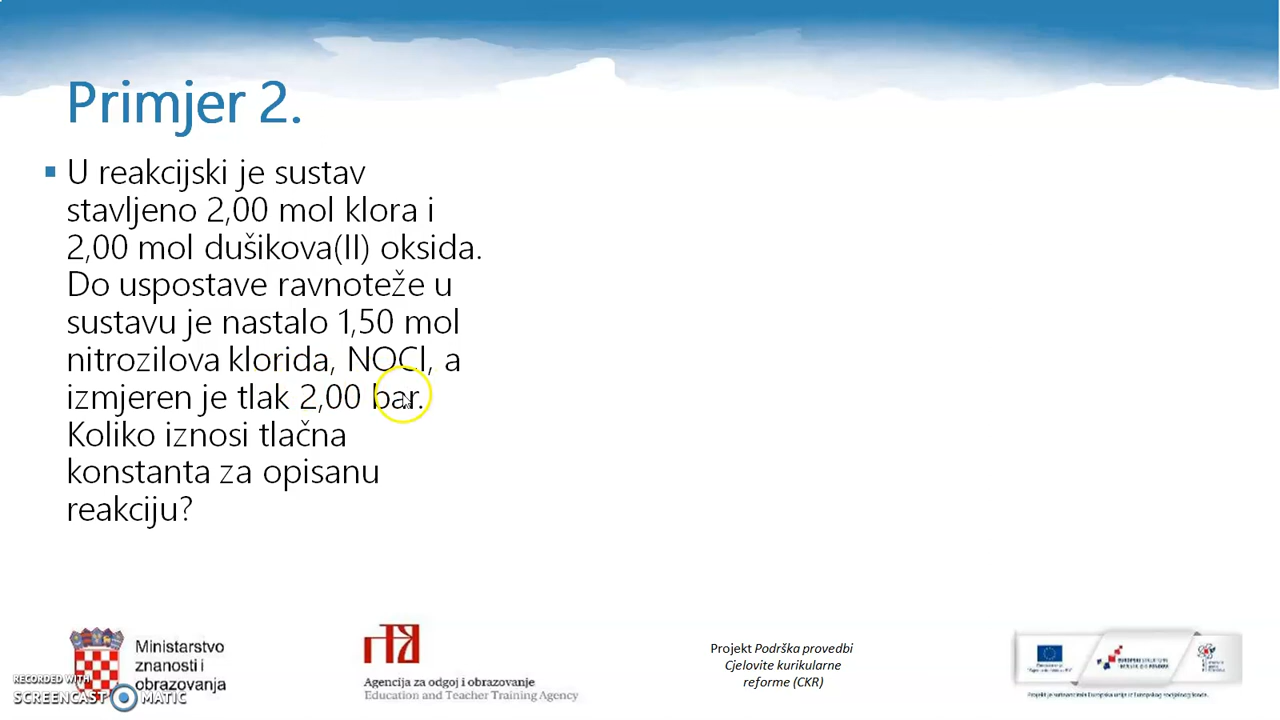 Primjer 2.
U reakcijski je sustav
stavljeno 2,00 mol klora i
2,00 mol dušikova(II) oksida.
Do uspostave ravnoteže u
sustavu je nastalo 1,50 mol
nitrozilova klorida, NOCl, a
izmjeren je tlak 2,00 bar.
Koliko iznosi tlačna
konstanta za opisanu
reakciju?
Ministarstvo
znanosti i
obrazovanja
Agencija za odgoj i obrazovanje
Education and Teacher Training Agency
Projekt Podrška provedbi
Cjelovite kurikularne
reforme (CKR)
RECORDED WITH
SCREENCAST MATIC